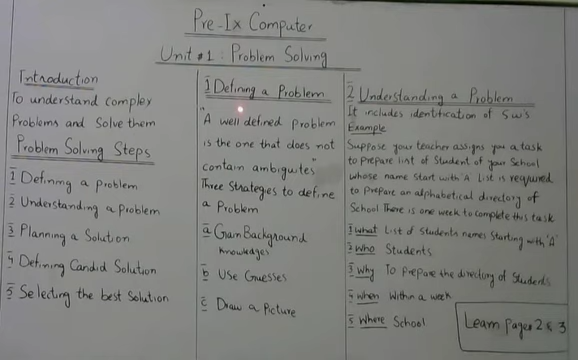 Pre-Ix Computer
Unit #1: Problem Solving
Introduction
To understand complex
Problems and Solve them
Problem Solving Steps
1 Defining a problem
2 Understanding a problem
3 Planning a Solution
4 Defining Candid Solution
5 Selecting the best Solution
1 Defining a Problem
"A well defined problem
is the one that does not
contain ambiguites"
Three Strategies to define
a Problem
a Gain Background
knowledges
b Use Guesses
c Draw a Picture
2 Understanding a Problem
It includes identification of 5 w's
Example
Suppose your teacher assigns you a task
to prepare list of Student of your School
whose name start with 'A' List is required
to prepare an alphabetical directory of
School There is one week to complete this task
1 what List of Students names Starting with 'A'
2 Who Students
3 Why To prepare the directory of Students
4 when Within a week
5 Where School
Learn Pages 2 & 3